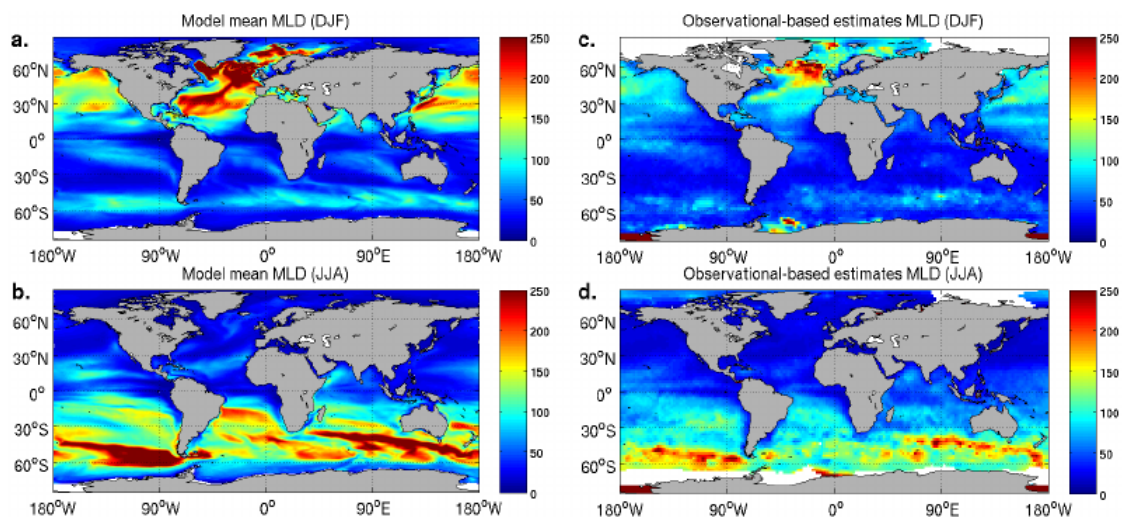 Model mean MLD (DJF)
a.
60°N
30°N
0°
30°S
60°S
180°W
90°W
0°
90°E
180°W
250
200
150
100
50
0
Observational-based estimates MLD (DJF)
c.
60°N
30°N
0°
30°S
60°S
180°W
90°W
0°
90°E
180°W
250
200
150
100
50
0
Model mean MLD (JJA)
b.
60°N
30°N
0°
30°S
60°S
180°W
90°W
0°
90°E
180°W
250
200
150
100
50
0
Observational-based estimates MLD (JJA)
d.
60°N
30°N
0°
30°S
60°S
180°W
90°W
0°
90°E
180°W
250
200
150
100
50
0